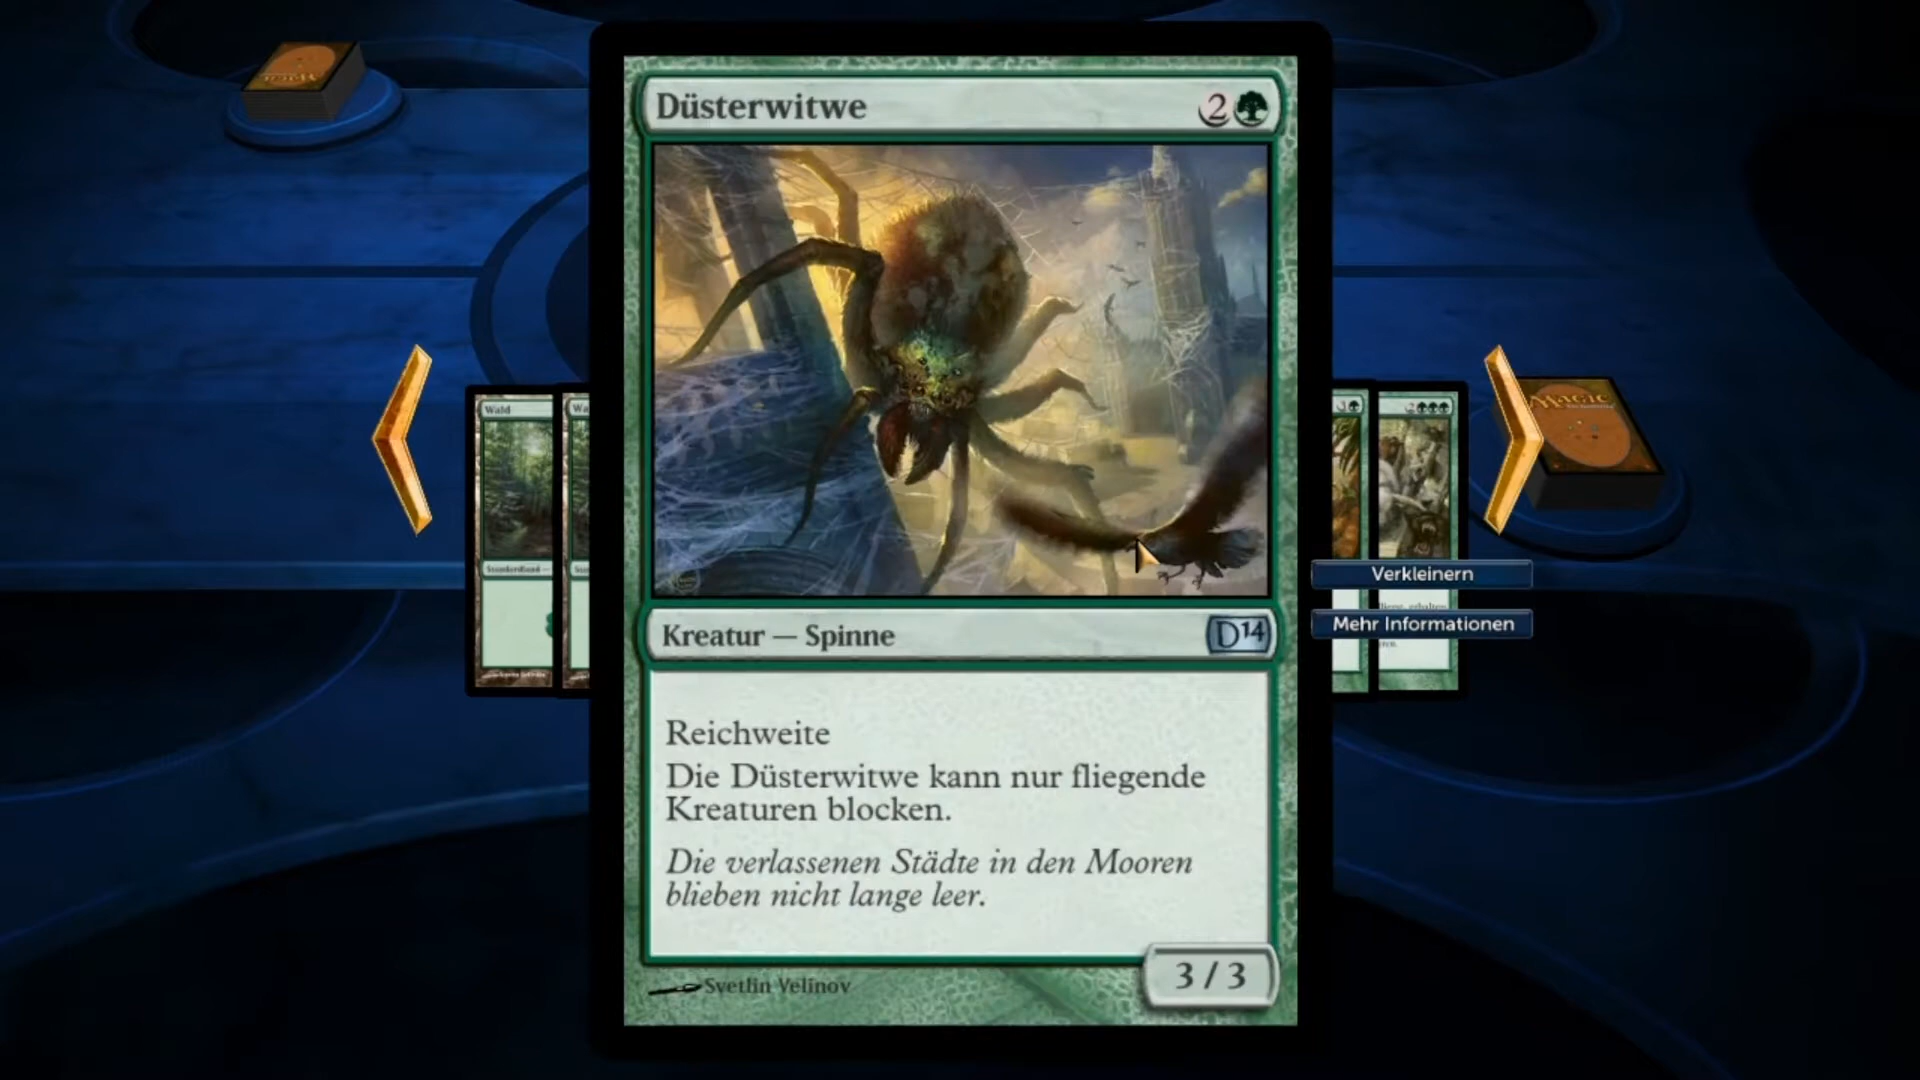 Düsterwitwe
2
Kreatur — Spinne
D14
Reichweite
Die Düsterwitwe kann nur fliegende
Kreaturen blocken.
Die verlassenen Städte in den Mooren
blieben nicht lange leer.
Svetlin Velinov
3 / 3
Wald
Verkleinern
Mehr Informationen
MAGIC